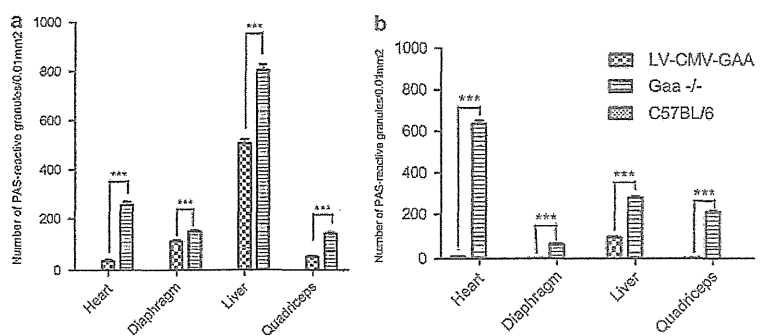 a
Number of PAS-reactive granules/0.01mm2
1000
800
600
400
200
0
***
***
***
***
Heart
Diaphragm
Liver
Quadriceps
b
Number of PAS-reactive granules/0.01mm2
1000
800
600
400
200
0
***
***
***
***
LV-CMV-GAA
Gaa -/-
C57BL/6
Heart
Diaphragm
Liver
Quadriceps